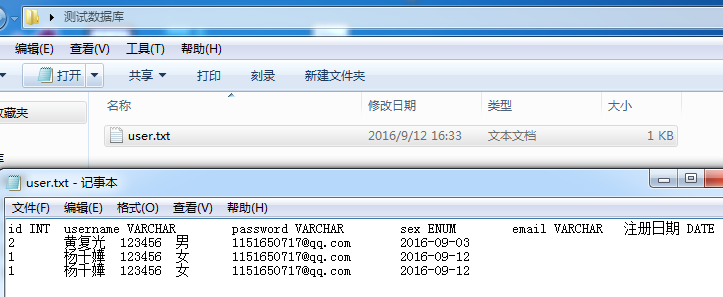 测试数据库
编辑(E) 查看(V) 工具(T) 帮助(H)
打开 共享 打印 刻录 新建文件夹
收藏夹 名称 修改日期 类型 大小
user.txt 2016/9/12 16:33 文本文档 1 KB
库
user.txt - 记事本
文件(F) 编辑(E) 格式(O) 查看(V) 帮助(H)
id INT username VARCHAR password VARCHAR sex ENUM email VARCHAR 注册日期 DATE
2 黄复光 123456 男 1151650717@qq.com 2016-09-03
1 杨千嬅 123456 女 1151650717@qq.com 2016-09-12
1 杨千嬅 123456 女 1151650717@qq.com 2016-09-12